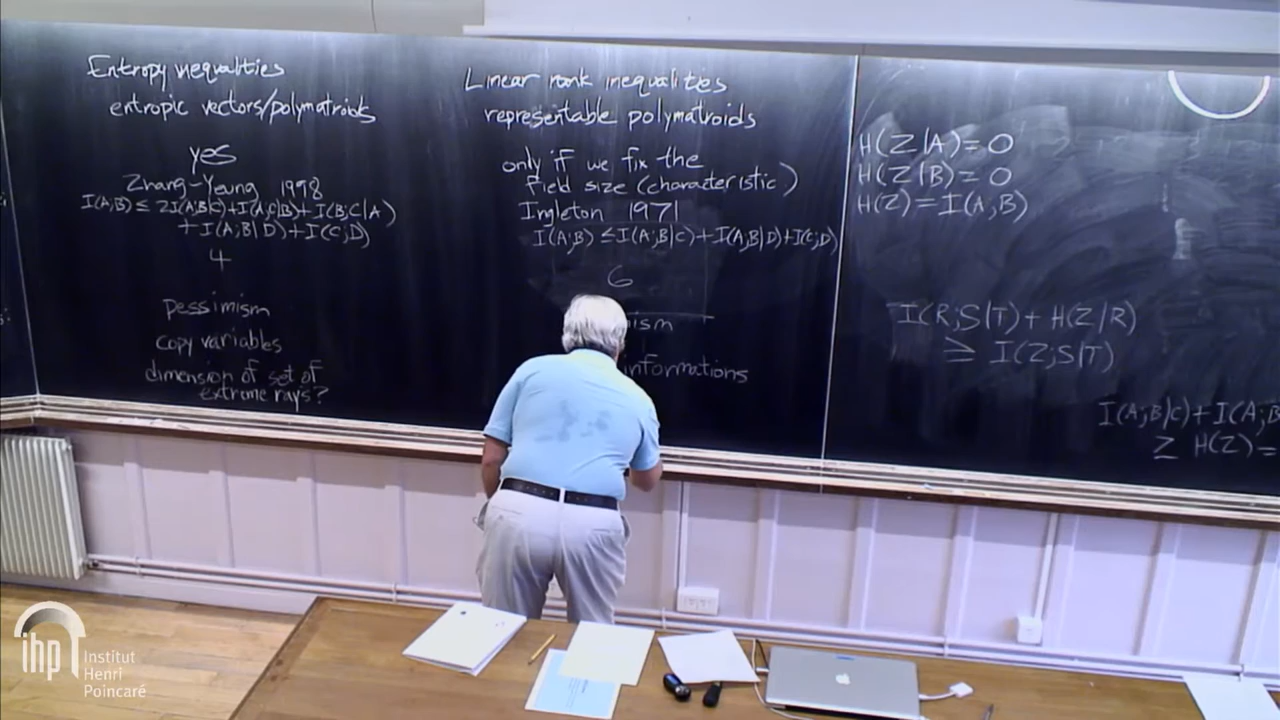 Entropy inequalities
entropic vectors/polymatroids
yes
Zhang-Yeung 1998
I(A;B) ≤ 2I(A;B|C)+I(A;C|B)+I(B;C|A)
+ I(A;B|D)+I(C;D)
4
pessimism
copy variables
dimension of set of
extreme rays?
Linear rank inequalities
representable polymatroids
only if we fix the
field size (characteristic)
Ingleton 1971
I(A;B) ≤ I(A;B|C)+I(A;B|D)+I(C;D)
6
ism
informations
H(Z|A)=0
H(Z|B)=0
H(Z)=I(A;B)
I(R;S|T)+H(Z|R)
≥ I(Z;S|T)
I(A;B|C)+I(A;B
≥ H(Z)=
ihp
Institut
Henri
Poincaré